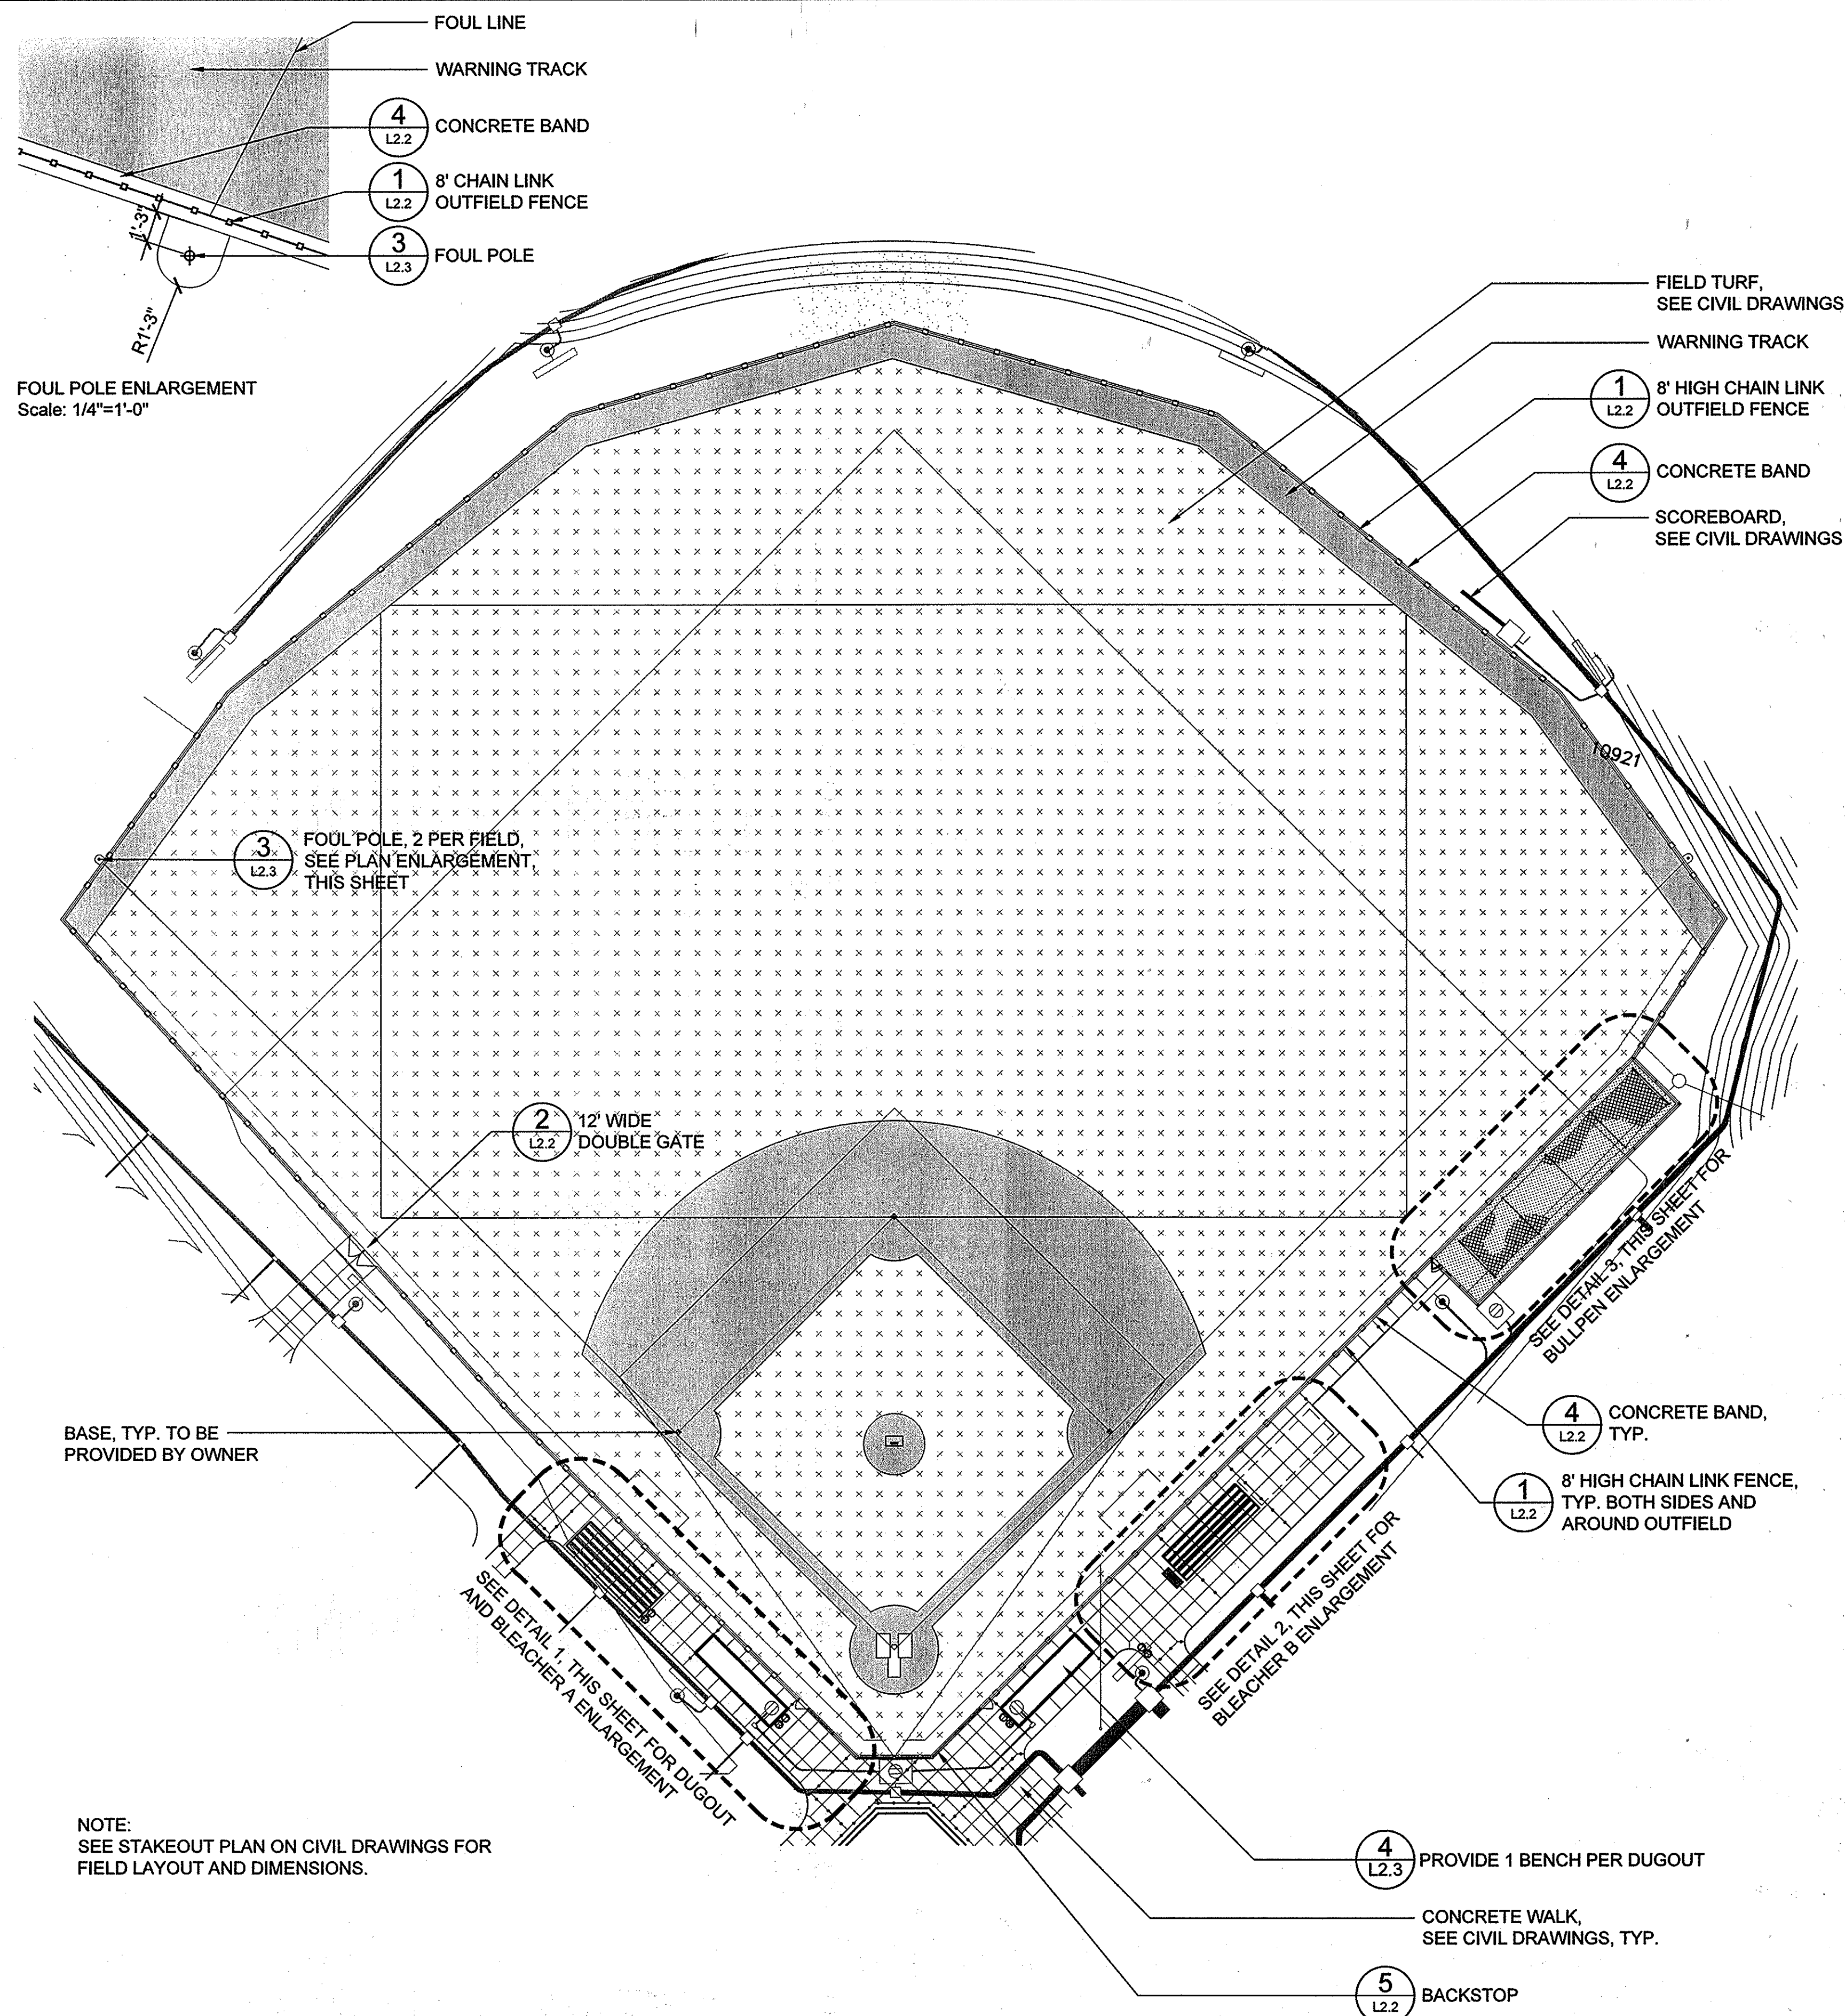 FOUL LINE
WARNING TRACK
4
L2.2
CONCRETE BAND
1
L2.2
8' CHAIN LINK
OUTFIELD FENCE
3
L2.3
FOUL POLE
1'-3"
R1'-3"
FOUL POLE ENLARGEMENT
Scale: 1/4"=1'-0"
FIELD TURF,
SEE CIVIL DRAWINGS
WARNING TRACK
1
L2.2
8' HIGH CHAIN LINK
OUTFIELD FENCE
4
L2.2
CONCRETE BAND
SCOREBOARD,
SEE CIVIL DRAWINGS
10921
3
L2.3
FOUL POLE, 2 PER FIELD,
SEE PLAN ENLARGEMENT,
THIS SHEET
2
L2.2
12' WIDE
DOUBLE GATE
SEE DETAIL 3, THIS SHEET FOR
BULLPEN ENLARGEMENT
BASE, TYP. TO BE
PROVIDED BY OWNER
4
L2.2
CONCRETE BAND,
TYP.
1
L2.2
8' HIGH CHAIN LINK FENCE,
TYP. BOTH SIDES AND
AROUND OUTFIELD
SEE DETAIL 1, THIS SHEET FOR DUGOUT
AND BLEACHER A ENLARGEMENT
SEE DETAIL 2, THIS SHEET FOR
BLEACHER B ENLARGEMENT
NOTE:
SEE STAKEOUT PLAN ON CIVIL DRAWINGS FOR
FIELD LAYOUT AND DIMENSIONS.
4
L2.3
PROVIDE 1 BENCH PER DUGOUT
CONCRETE WALK,
SEE CIVIL DRAWINGS, TYP.
5
L2.2
BACKSTOP